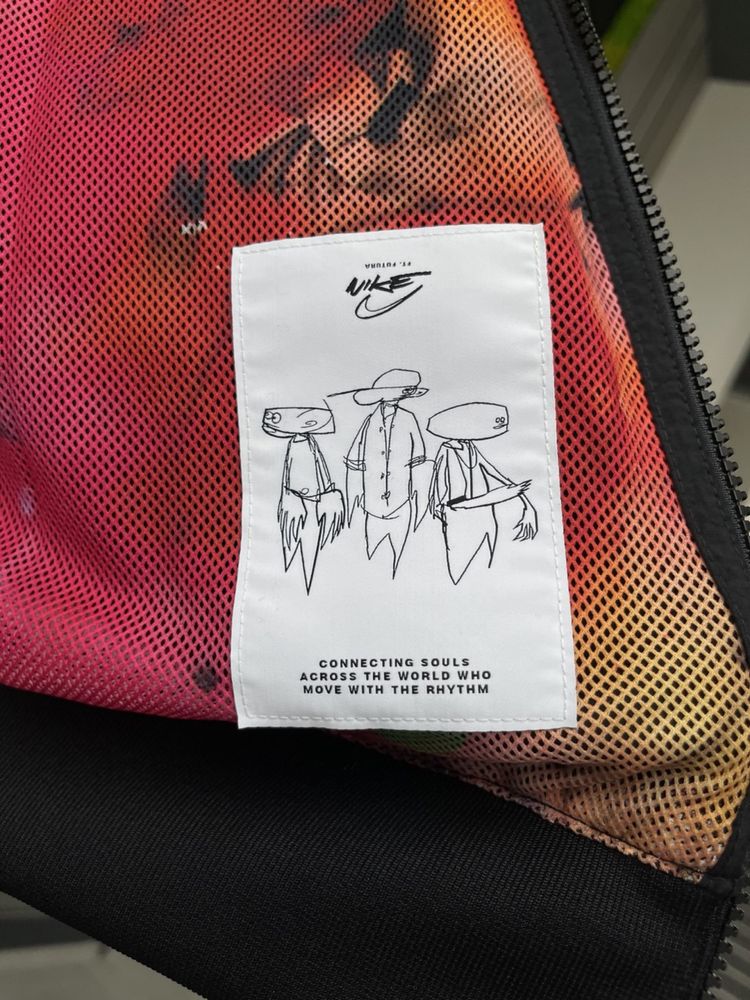 FT. FUTURA
NIKE
CONNECTING SOULS
ACROSS THE WORLD WHO
MOVE WITH THE RHYTHM